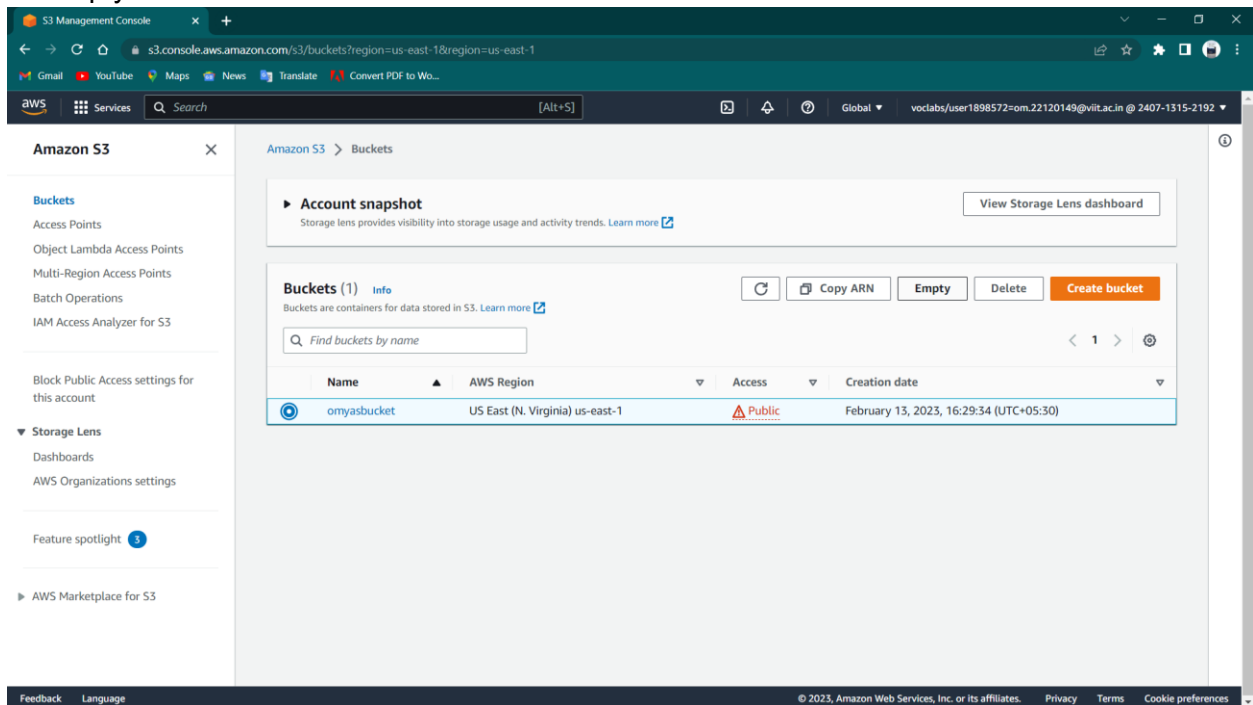 S3 Management Console
s3.console.aws.amazon.com/s3/buckets?region=us-east-1&region=us-east-1
Gmail YouTube Maps News Translate Convert PDF to Wo...
aws Services Search [Alt+S] Global voclabs/user1898572=om.22120149@viit.ac.in @ 2407-1315-2192
Amazon S3
Buckets
Access Points
Object Lambda Access Points
Multi-Region Access Points
Batch Operations
IAM Access Analyzer for S3
Block Public Access settings for
this account
Storage Lens
Dashboards
AWS Organizations settings
Feature spotlight 3
AWS Marketplace for S3
Amazon S3 > Buckets
Account snapshot
Storage lens provides visibility into storage usage and activity trends. Learn more
View Storage Lens dashboard
Buckets (1) Info
Buckets are containers for data stored in S3. Learn more
Copy ARN Empty Delete Create bucket
Find buckets by name
1
Name AWS Region Access Creation date
omyasbucket US East (N. Virginia) us-east-1 Public February 13, 2023, 16:29:34 (UTC+05:30)
Feedback Language © 2023, Amazon Web Services, Inc. or its affiliates. Privacy Terms Cookie preferences